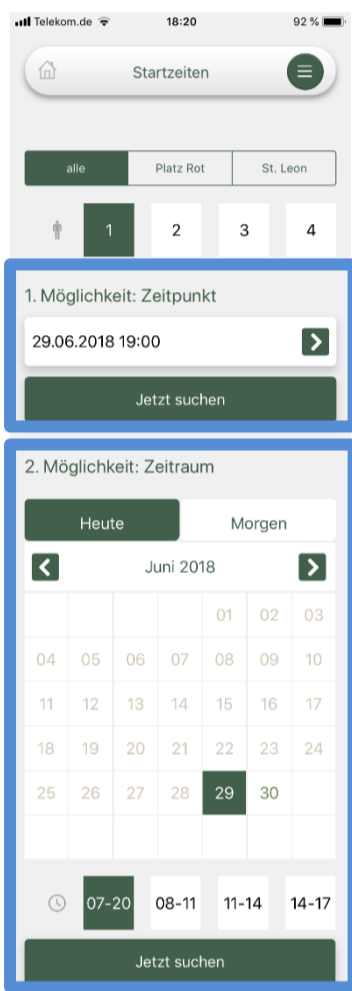 Telekom.de 18:20 92 %
Startzeiten
alle Platz Rot St. Leon
1 2 3 4
1. Möglichkeit: Zeitpunkt
29.06.2018 19:00
Jetzt suchen
2. Möglichkeit: Zeitraum
Heute Morgen
Juni 2018
01 02 03
04 05 06 07 08 09 10
11 12 13 14 15 16 17
18 19 20 21 22 23 24
25 26 27 28 29 30
07-20 08-11 11-14 14-17
Jetzt suchen